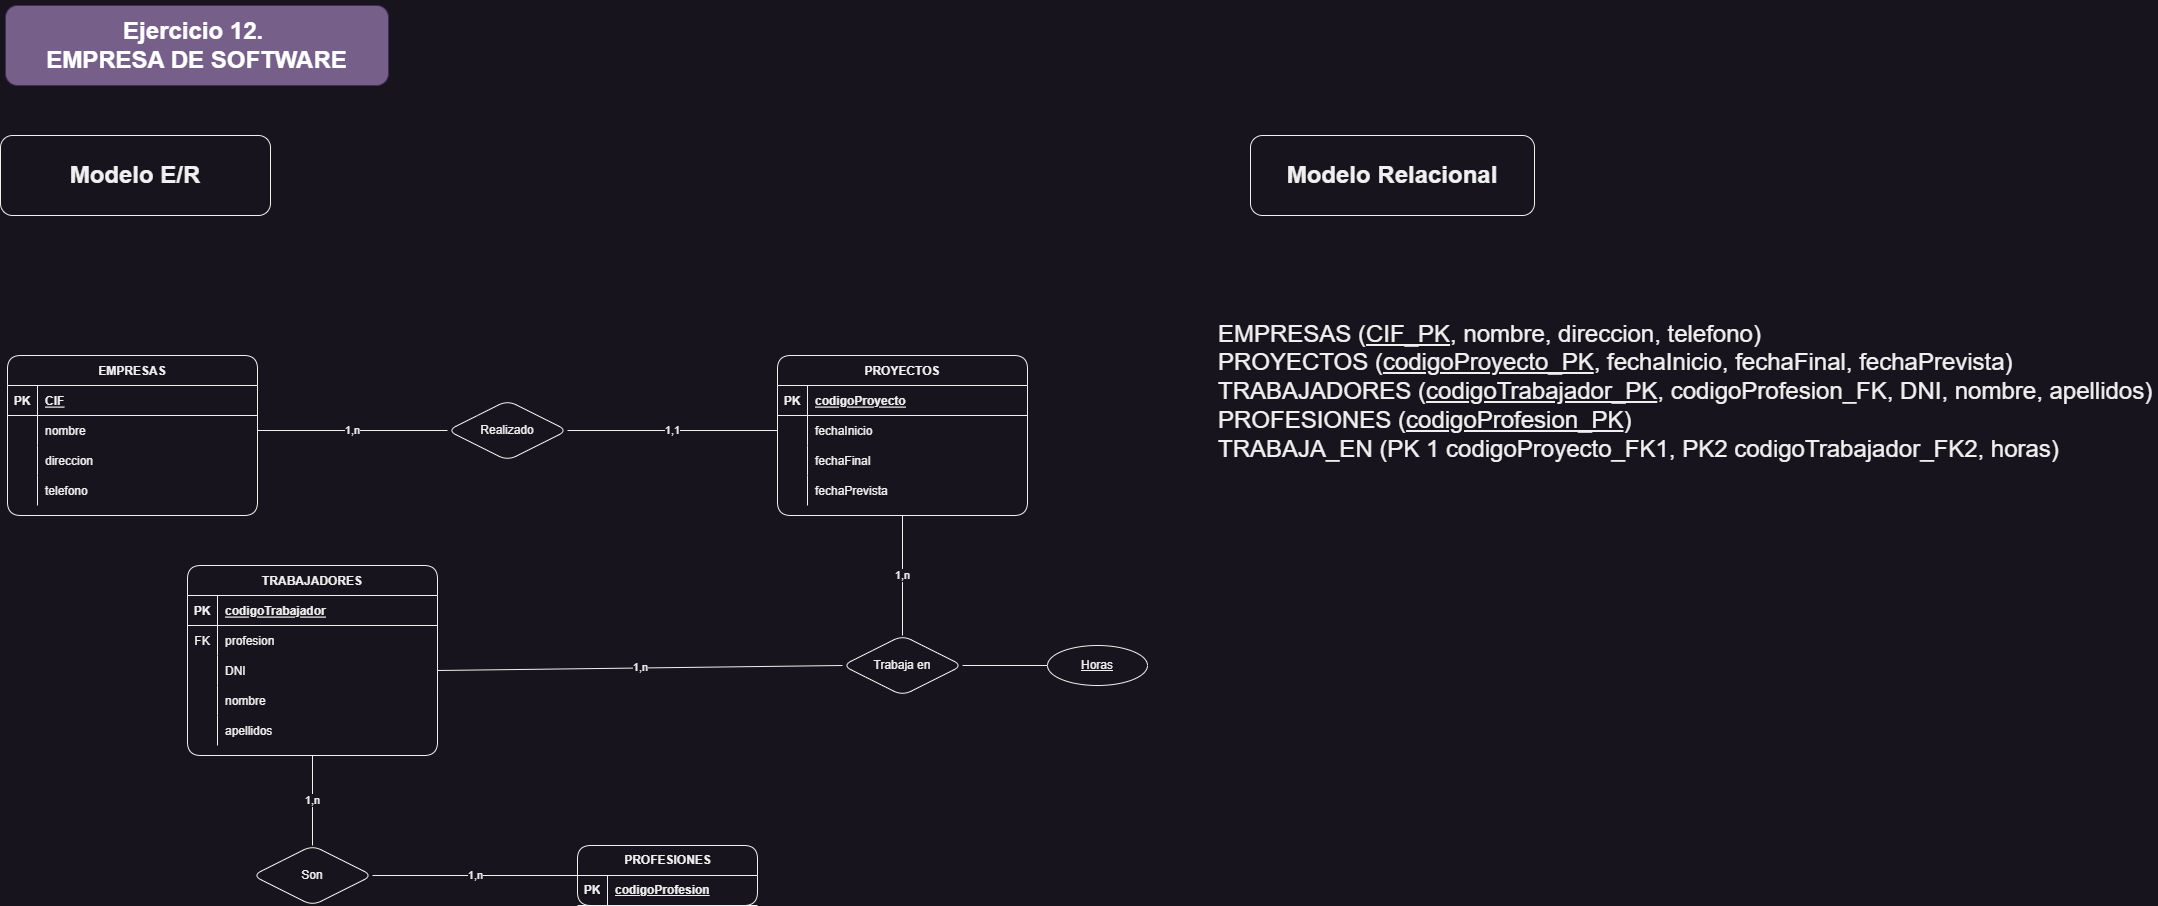 Ejercicio 12.
EMPRESA DE SOFTWARE
Modelo E/R
Modelo Relacional
EMPRESAS (CIF_PK, nombre, direccion, telefono)
PROYECTOS (codigoProyecto_PK, fechaInicio, fechaFinal, fechaPrevista)
TRABAJADORES (codigoTrabajador_PK, codigoProfesion_FK, DNI, nombre, apellidos)
PROFESIONES (codigoProfesion_PK)
TRABAJA_EN (PK 1 codigoProyecto_FK1, PK2 codigoTrabajador_FK2, horas)
EMPRESAS
PK CIF
nombre
direccion
telefono
1,n
Realizado
1,1
PROYECTOS
PK codigoProyecto
fechaInicio
fechaFinal
fechaPrevista
1,n
TRABAJADORES
PK codigoTrabajador
FK profesion
DNI
nombre
apellidos
1,n
Trabaja en
Horas
1,n
Son
1,n
PROFESIONES
PK codigoProfesion